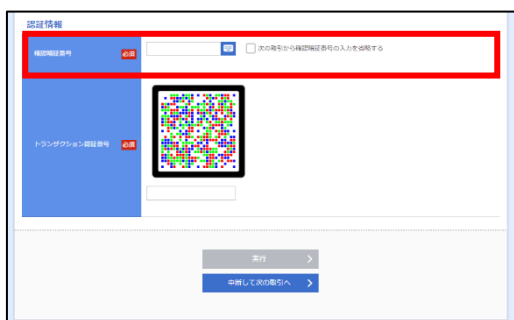 認証情報
確認暗証番号 必須
次の取引から確認暗証番号の入力を省略する
トランザクション認証番号 必須
実行
中断して次の取引へ